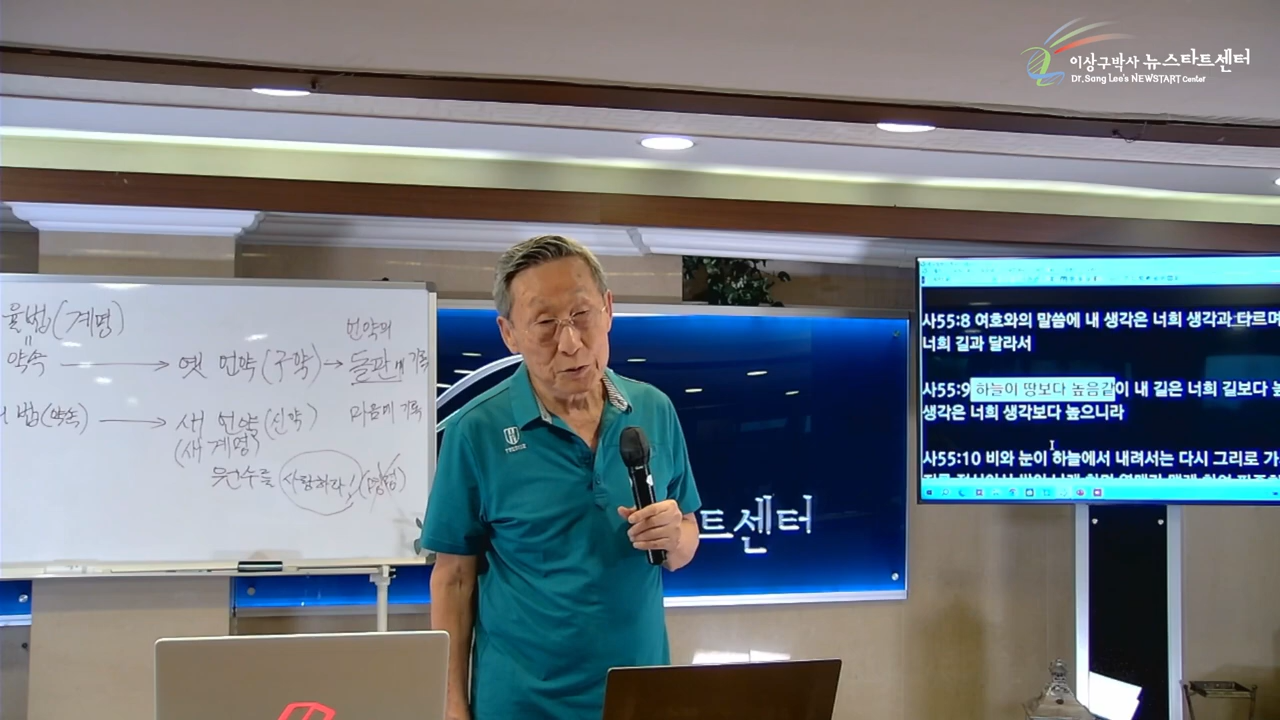 이상구박사 뉴스타트센터
Dr. Sang Lee's NEWSTART Center
율법(계명)
약속 → 옛 언약(구약) → 돌판에 기록
언약의
법(약속) → 새 언약(신약) 마음에 기록
(새 계명)
원수를 사랑하라! (명령)
트센터
사55:8 여호와의 말씀에 내 생각은 너희 생각과 다르며
너희 길과 달라서
사55:9 하늘이 땅보다 높음같이 내 길은 너희 길보다
생각은 너희 생각보다 높으니라
사55:10 비와 눈이 하늘에서 내려서는 다시 그리로 가